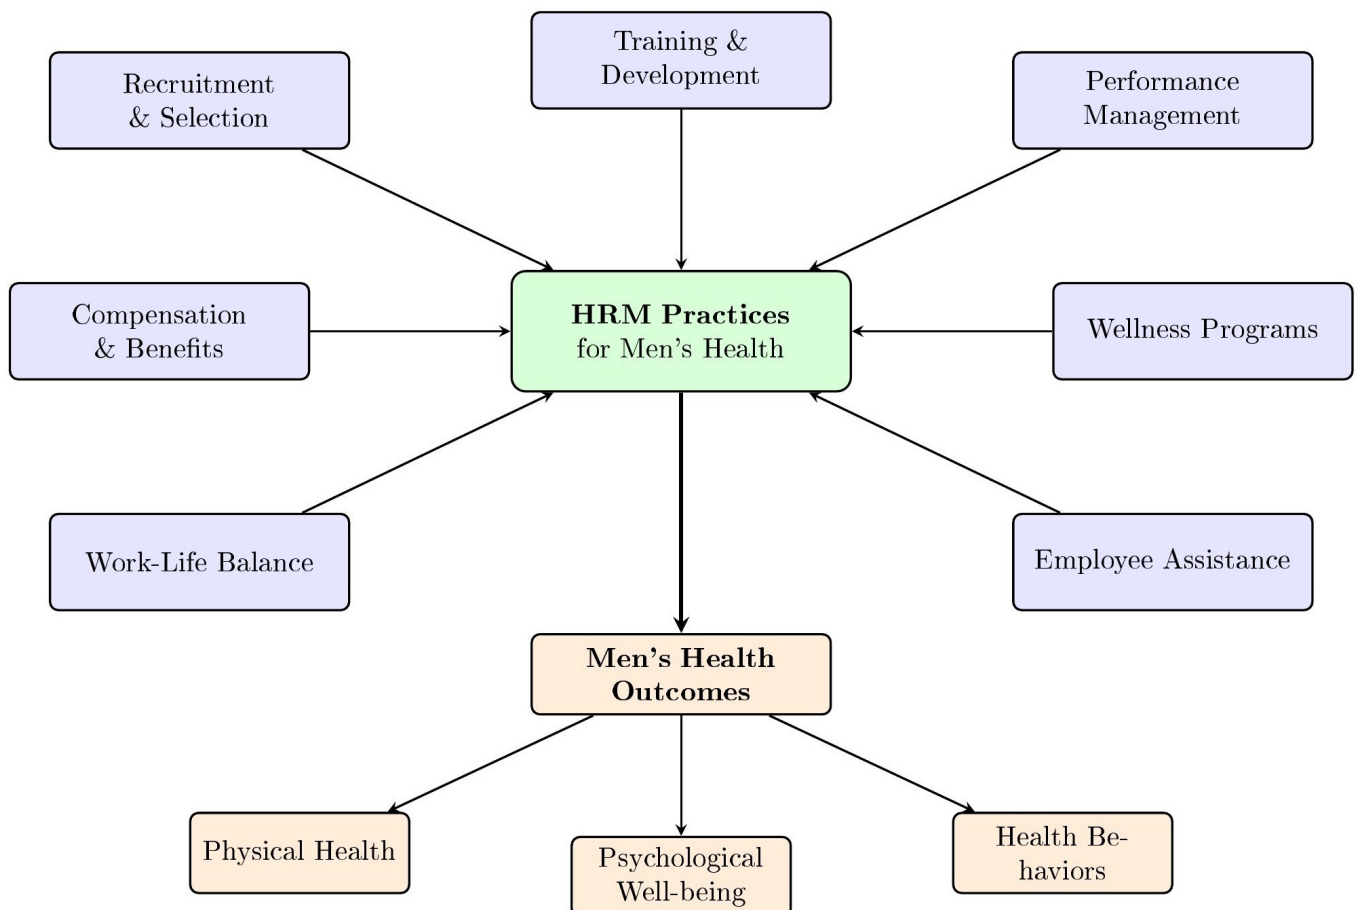 Training &
Development
Recruitment
& Selection
Performance
Management
Compensation
& Benefits
HRM Practices
for Men's Health
Wellness Programs
Work-Life Balance
Employee Assistance
Men's Health
Outcomes
Physical Health
Psychological
Well-being
Health Be-
haviors